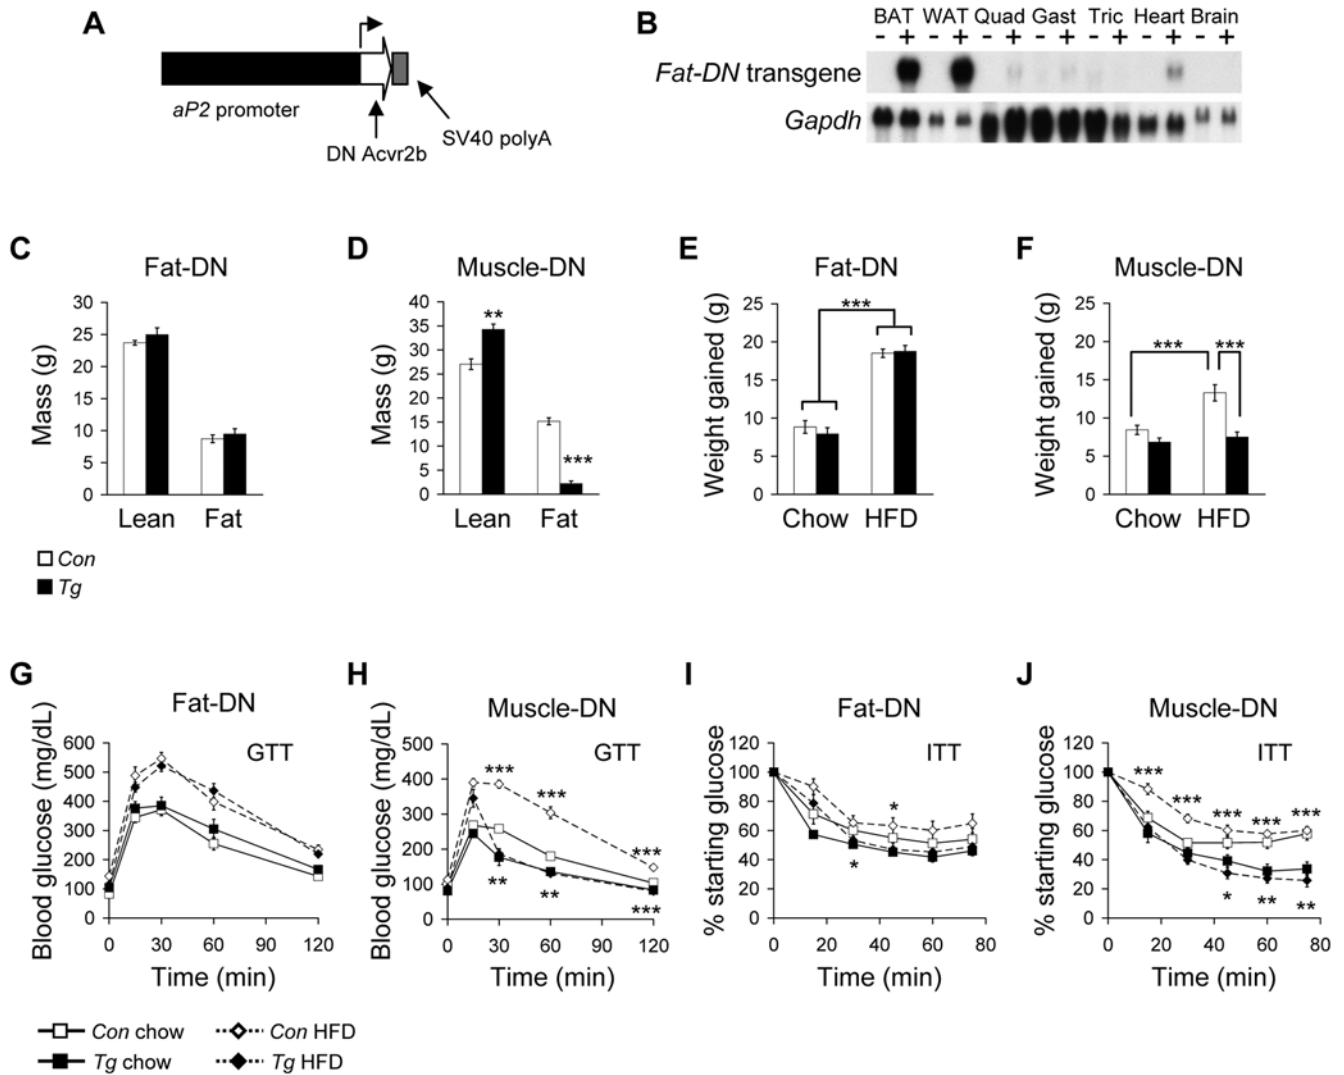 A
aP2 promoter
DN Acvr2b
SV40 polyA
B
BAT WAT Quad Gast Tric Heart Brain
- + - + - + - + - + - + - +
Fat-DN transgene
Gapdh
C
Fat-DN
Mass (g)
30
25
20
15
10
5
0
Lean Fat
Con
Tg
D
Muscle-DN
Mass (g)
40
35
30
25
20
15
10
5
0
**
***
Lean Fat
E
Fat-DN
Weight gained (g)
25
20
15
10
5
0
***
Chow HFD
F
Muscle-DN
Weight gained (g)
25
20
15
10
5
0
*** ***
Chow HFD
G
Fat-DN
GTT
Blood glucose (mg/dL)
600
500
400
300
200
100
0
0 30 60 90 120
Time (min)
H
Muscle-DN
GTT
Blood glucose (mg/dL)
500
400
300
200
100
0
***
***
***
** **
***
0 30 60 90 120
Time (min)
I
Fat-DN
ITT
% starting glucose
120
100
80
60
40
20
0
*
*
0 20 40 60 80
Time (min)
J
Muscle-DN
ITT
% starting glucose
120
100
80
60
40
20
0
***
***
*** *** ***
* ** **
0 20 40 60 80
Time (min)
Con chow Con HFD
Tg chow Tg HFD